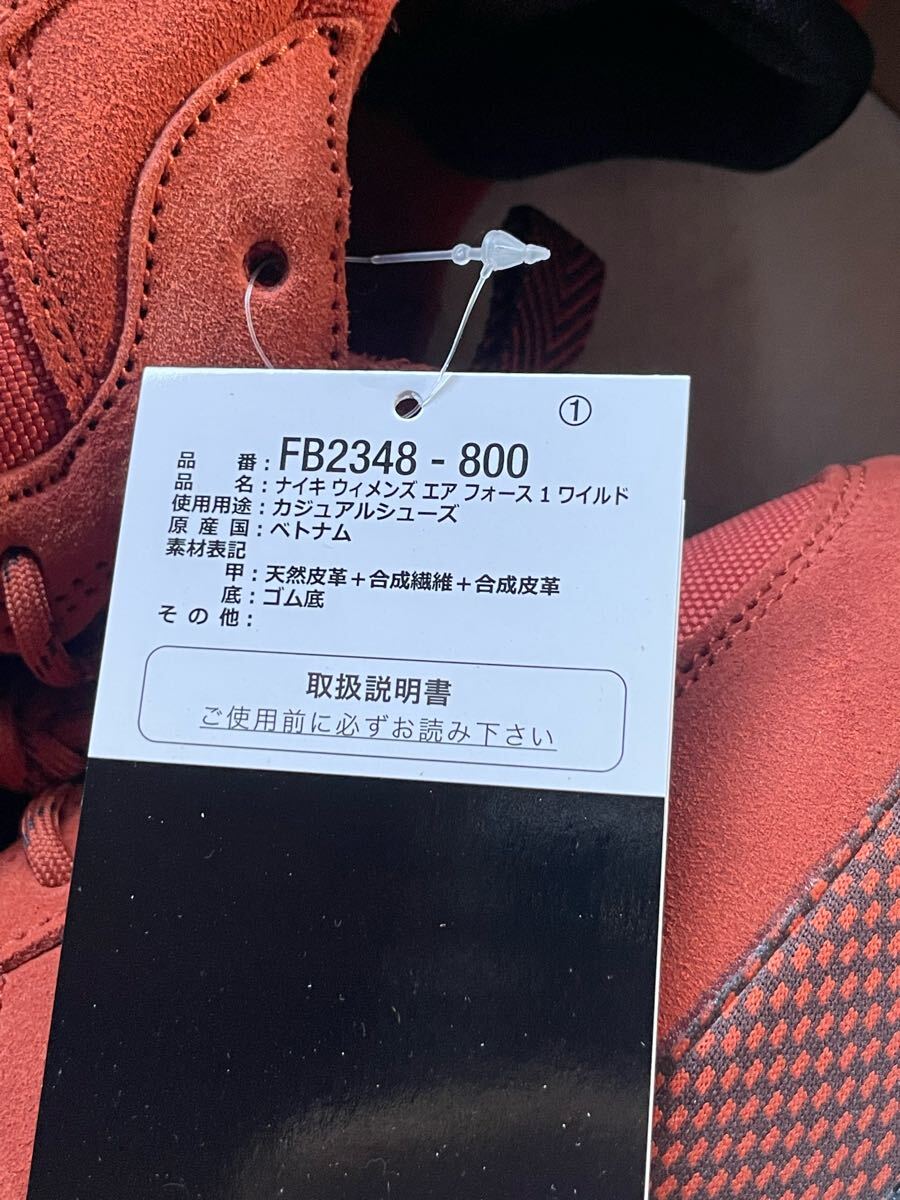 ①
品番：FB2348 - 800
品名：ナイキ ウィメンズ エア フォース 1 ワイルド
使用用途：カジュアルシューズ
原産国：ベトナム
素材表記
甲：天然皮革＋合成繊維＋合成皮革
底：ゴム底
その他：
取扱説明書
ご使用前に必ずお読み下さい